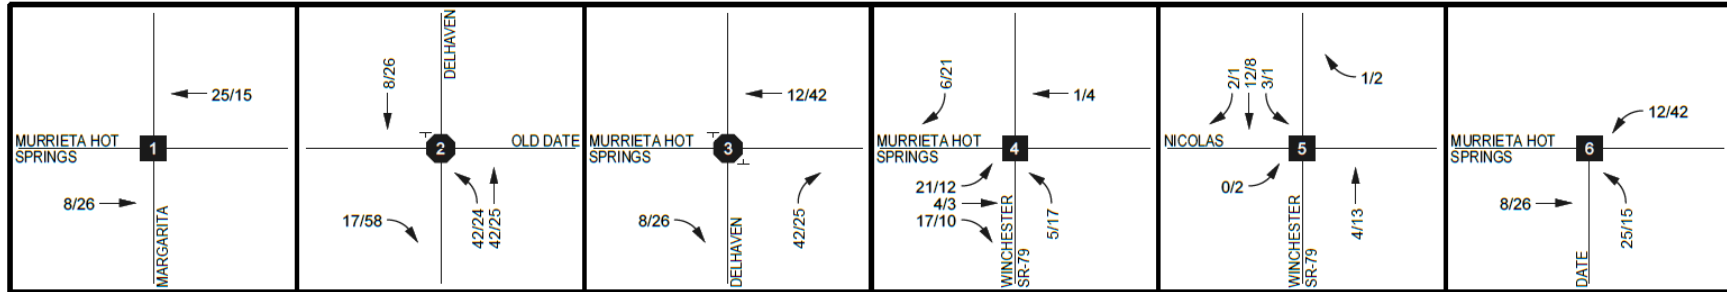 25/15
MURRIETA HOT
SPRINGS
1
8/26
MARGARITA
DELHAVEN
8/26
OLD DATE
2
17/58
42/24
42/25
12/42
MURRIETA HOT
SPRINGS
3
8/26
42/25
DELHAVEN
6/21
1/4
MURRIETA HOT
SPRINGS
4
21/12
4/3
17/10
5/17
WINCHESTER
SR-79
2/1
12/8
3/1
1/2
NICOLAS
5
0/2
4/13
WINCHESTER
SR-79
12/42
MURRIETA HOT
SPRINGS
6
8/26
25/15
DATE